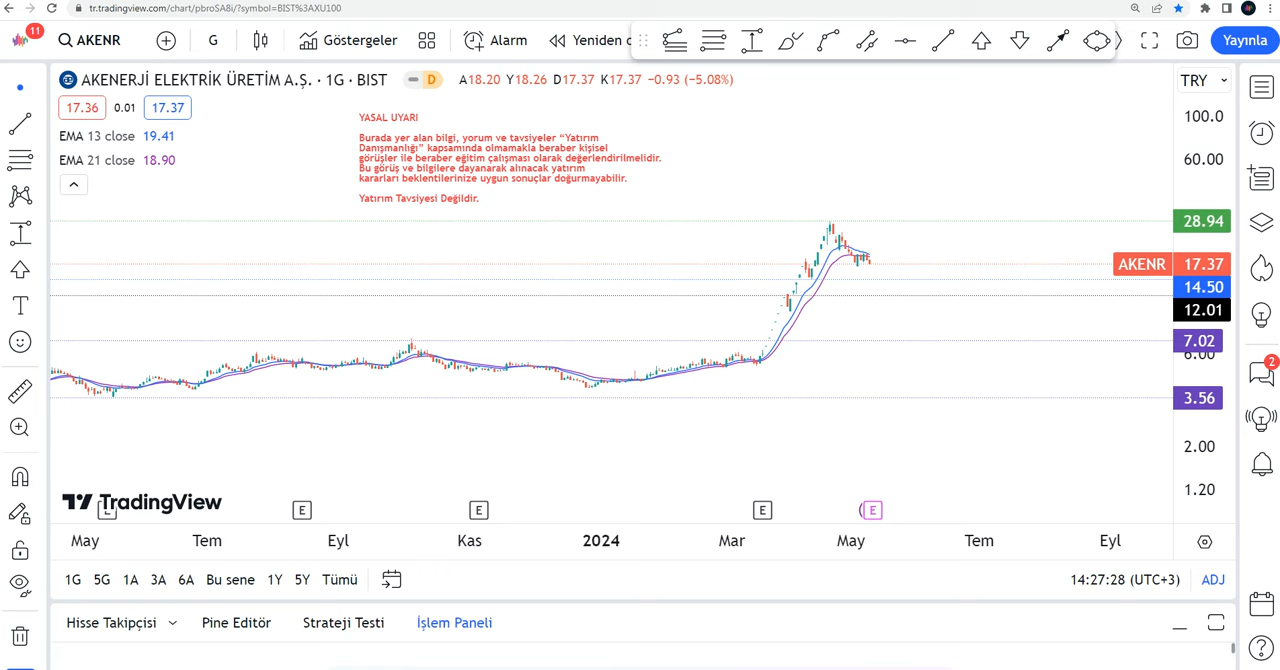 tr.tradingview.com/chart/pbroSA8i/?symbol=BIST%3AXU100
11
AKENR
G
Göstergeler
Alarm
Yeniden
Yayınla
AKENERJİ ELEKTRİK ÜRETİM A.Ş. · 1G · BIST
D
A18.20 Y18.26 D17.37 K17.37 −0.93 (−5.08%)
TRY
17.36
0.01
17.37
EMA 13 close 19.41
EMA 21 close 18.90
YASAL UYARI
Burada yer alan bilgi, yorum ve tavsiyeler “Yatırım
Danışmanlığı” kapsamında olmamakla beraber kişisel
görüşler ile beraber eğitim çalışması olarak değerlendirilmelidir.
Bu görüş ve bilgilere dayanarak alınacak yatırım
kararları beklentilerinize uygun sonuçlar doğurmayabilir.
Yatırım Tavsiyesi Değildir.
100.0
60.00
28.94
AKENR 17.37
14.50
12.01
7.02
6.00
3.56
2.00
1.20
2
TradingView
E
E
E
E
May
Tem
Eyl
Kas
2024
Mar
May
Tem
Eyl
1G 5G 1A 3A 6A Bu sene 1Y 5Y Tümü
14:27:28 (UTC+3)
ADJ
Hisse Takipçisi
Pine Editör
Strateji Testi
İşlem Paneli